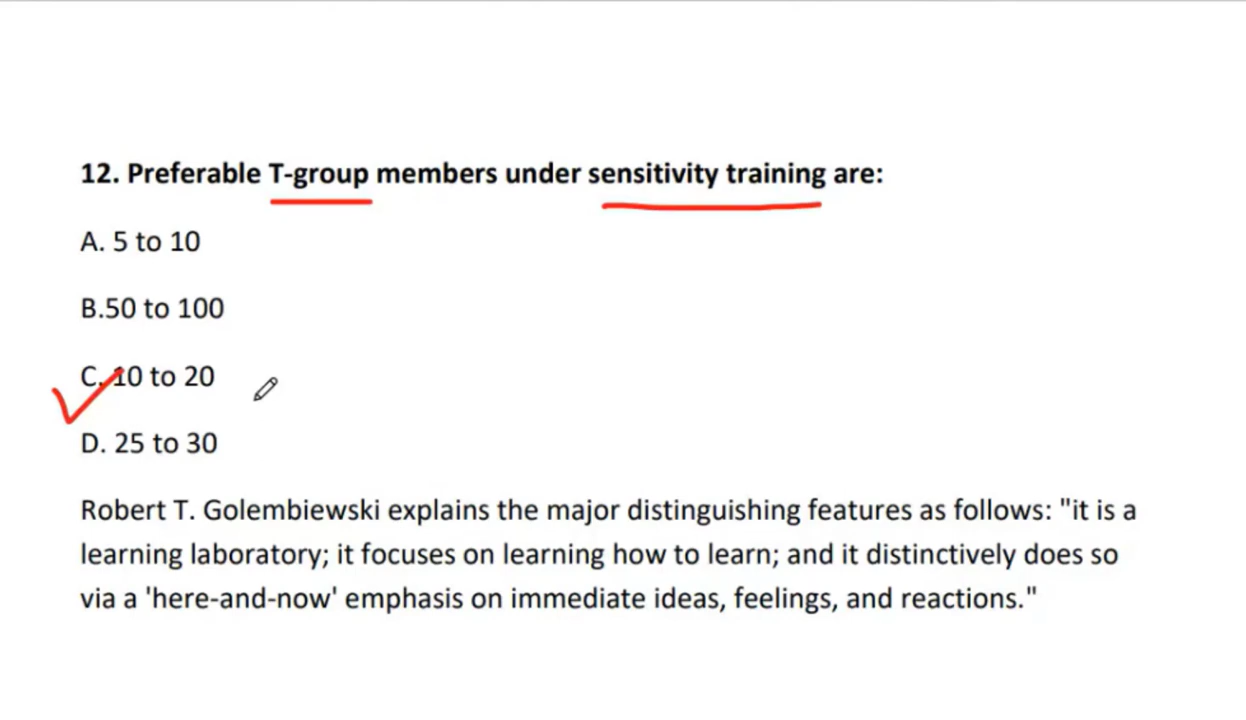 12. Preferable T-group members under sensitivity training are:
A. 5 to 10
B.50 to 100
C. 10 to 20
D. 25 to 30
Robert T. Golembiewski explains the major distinguishing features as follows: "it is a
learning laboratory; it focuses on learning how to learn; and it distinctively does so
via a 'here-and-now' emphasis on immediate ideas, feelings, and reactions."